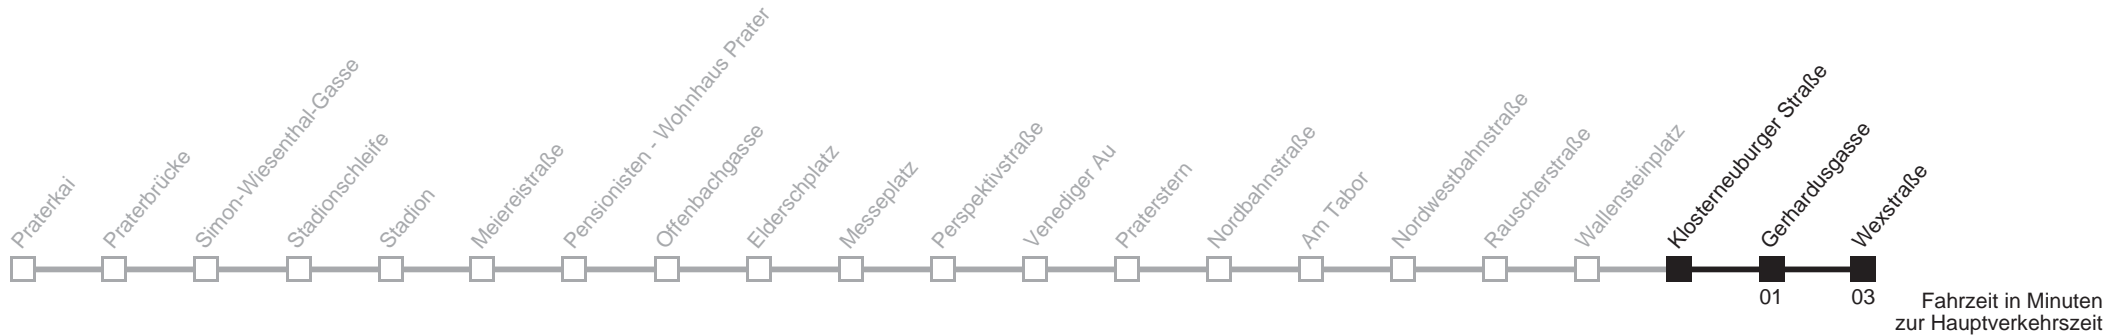 Praterkai
Praterbrücke
Simon-Wiesenthal-Gasse
Stadionschleife
Stadion
Meiereistraße
Pensionisten - Wohnhaus Prater
Offenbachgasse
Elderschplatz
Messeplatz
Perspektivstraße
Venediger Au
Praterstern
Nordbahnstraße
Am Tabor
Nordwestbahnstraße
Rauscherstraße
Wallensteinplatz
Klosterneuburger Straße
Gerhardusgasse
Wexstraße
01
03
Fahrzeit in Minuten
zur Hauptverkehrszeit